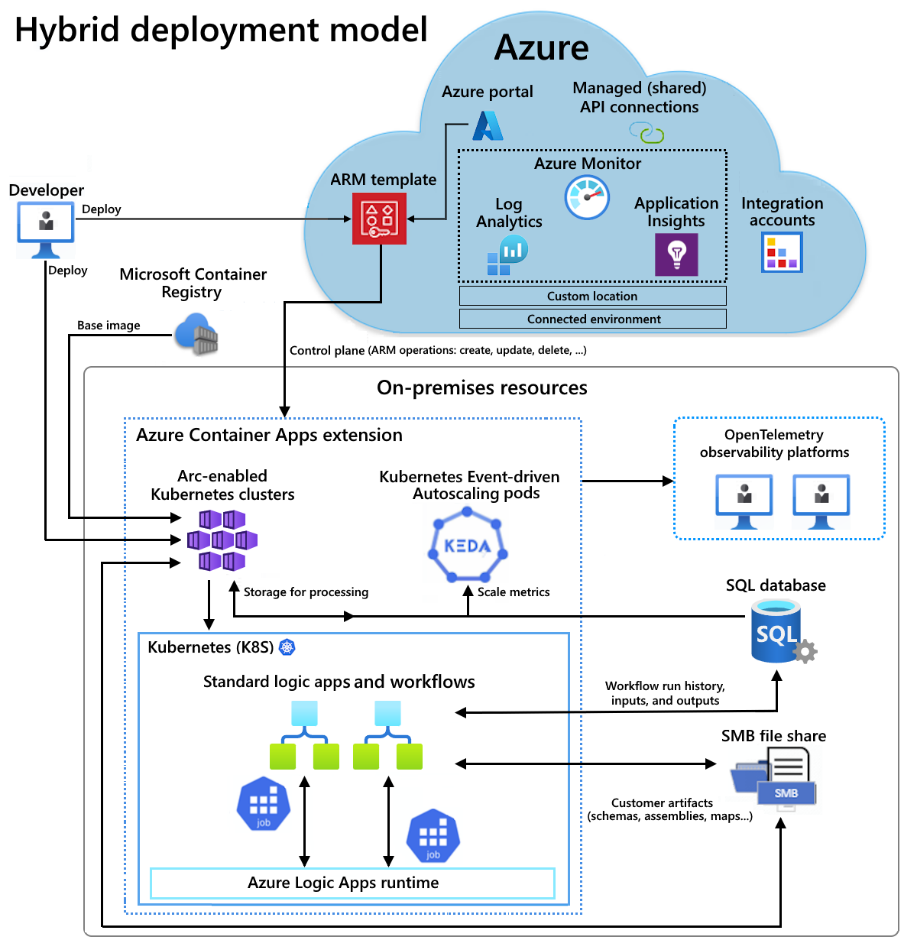 Hybrid deployment model
Azure
Azure portal
Managed (shared)
API connections
Azure Monitor
ARM template
Log
Analytics
Application
Insights
Integration
accounts
Developer
Deploy
Deploy
Microsoft Container
Registry
Base image
Custom location
Connected environment
Control plane (ARM operations: create, update, delete, ...)
On-premises resources
Azure Container Apps extension
OpenTelemetry
observability platforms
Arc-enabled
Kubernetes clusters
Kubernetes Event-driven
Autoscaling pods
KEDA
Storage for processing
Scale metrics
SQL database
SQL
Kubernetes (K8S)
Standard logic apps and workflows
Workflow run history,
inputs, and outputs
SMB file share
SMB
Customer artifacts
(schemas, assemblies, maps...)
job
job
Azure Logic Apps runtime